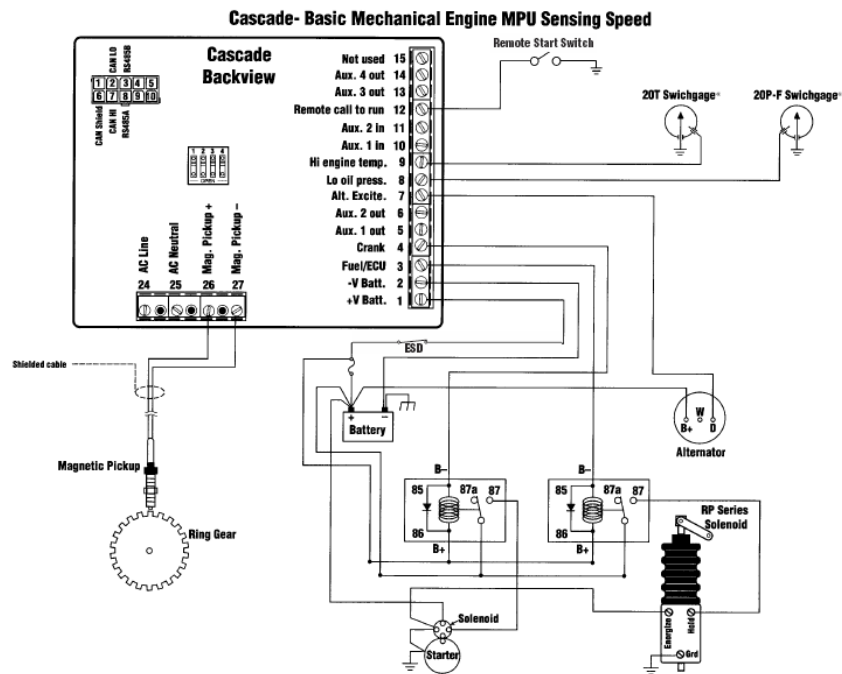 Cascade- Basic Mechanical Engine MPU Sensing Speed
Cascade
Backview
CAN LO
RS485B
1 2 3 4 5
6 7 8 9 10
CAN Shield
CAN HI
RS485A
1 2 3 4
OPEN
Not used 15
Aux. 4 out 14
Aux. 3 out 13
Remote call to run 12
Aux. 2 in 11
Aux. 1 in 10
Hi engine temp. 9
Lo oil press. 8
Alt. Excite. 7
Aux. 2 out 6
Aux. 1 out 5
Crank 4
Fuel/ECU 3
-V Batt. 2
+V Batt. 1
AC Line
AC Neutral
Mag. Pickup +
Mag. Pickup –
24 25 26 27
Remote Start Switch
20T Swichgage®
20P-F Swichgage®
Shielded cable
ESD
+ –
Battery
W
B+ D
Alternator
Magnetic Pickup
Ring Gear
B–
85 87a 87
86
B+
B–
85 87a 87
86
B+
RP Series
Solenoid
Energize
Hold
Grd
Solenoid
Starter